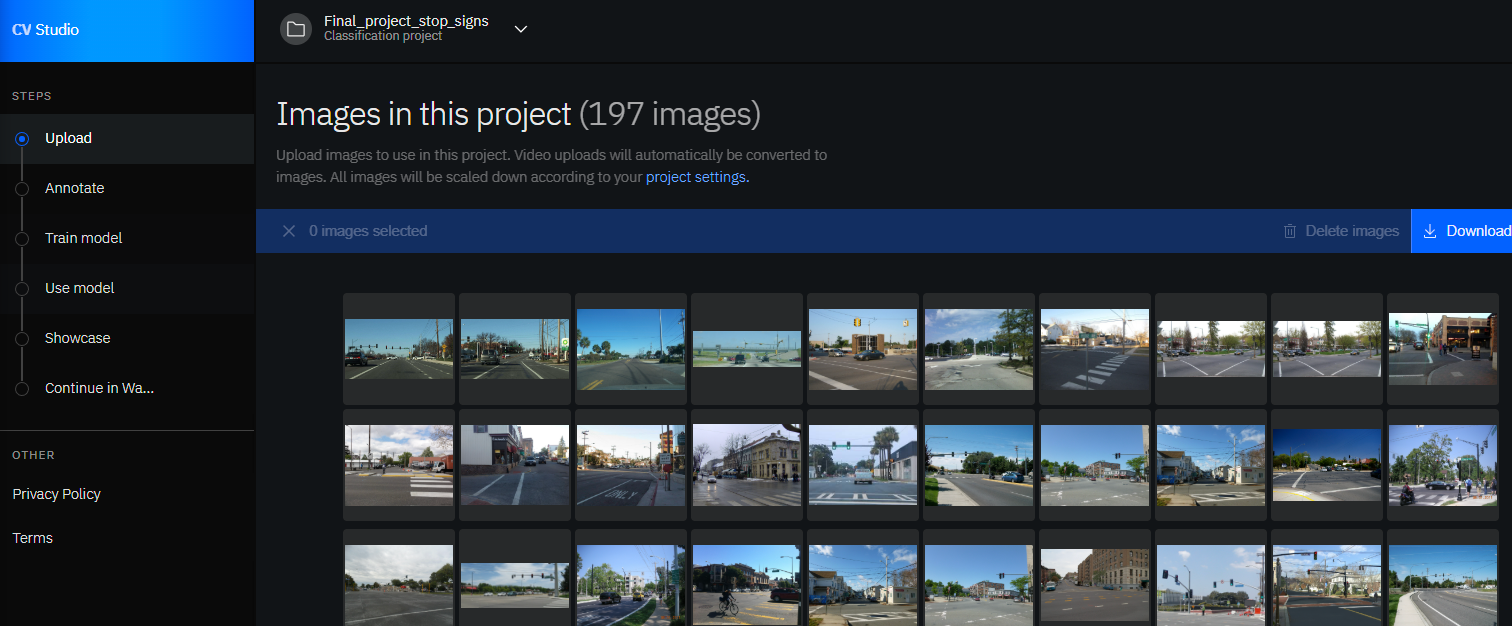 CV Studio
Final_project_stop_signs
Classification project
STEPS
Upload
Annotate
Train model
Use model
Showcase
Continue in Wa...
OTHER
Privacy Policy
Terms
Images in this project (197 images)
Upload images to use in this project. Video uploads will automatically be converted to
images. All images will be scaled down according to your project settings.
0 images selected
Delete images
Download
ONLY